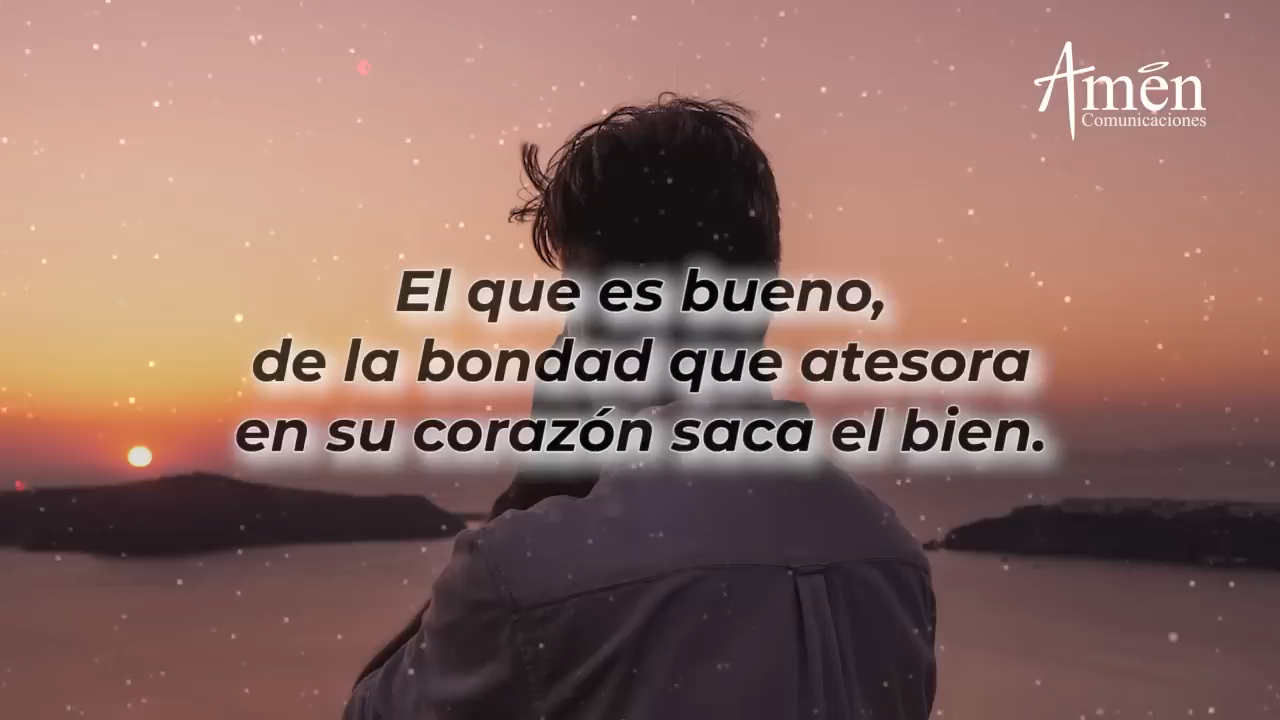 Amén
Comunicaciones
El que es bueno,
de la bondad que atesora
en su corazón saca el bien.